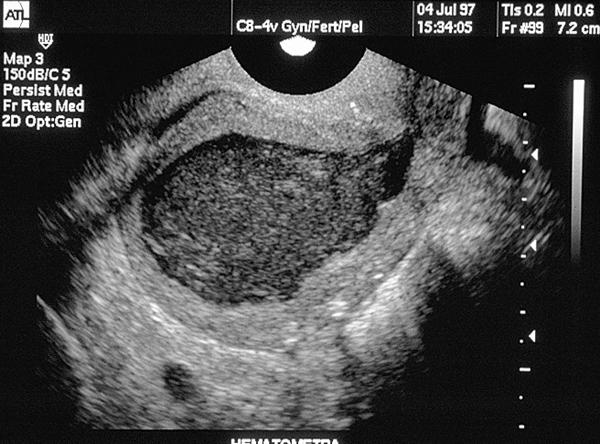 ATL
HDI
C8-4v Gyn/Fert/Pel
04 Jul 97
15:34:05
TIs 0.2 MI 0.6
Fr #99 7.2 cm
Map 3
150dB/C 5
Persist Med
Fr Rate Med
2D Opt:Gen
HEMATOMETRA